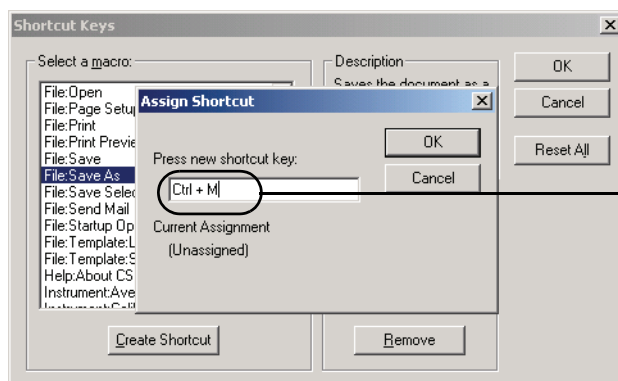 Shortcut Keys
Select a macro:
File:Open
File:Page Setu
File:Print
File:Print Previe
File:Save
File:Save As
File:Save Selec
File:Send Mail
File:Startup Op
File:Template:L
File:Template:S
Help:About CS
Instrument:Ave
Create Shortcut
Description
Saves the document as a
Remove
OK
Cancel
Reset All
Assign Shortcut
Press new shortcut key:
Ctrl + M
Current Assignment
(Unassigned)
OK
Cancel